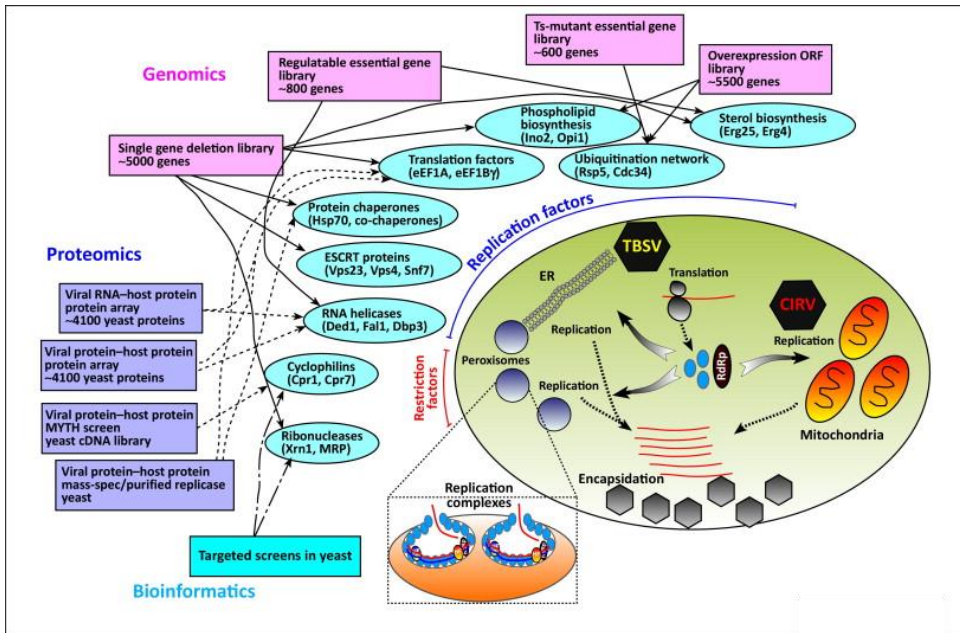 Ts-mutant essential gene
library
~600 genes
Overexpression ORF
library
~5500 genes
Genomics
Regulatable essential gene
library
~800 genes
Phospholipid
biosynthesis
(Ino2, Opi1)
Sterol biosynthesis
(Erg25, Erg4)
Single gene deletion library
~5000 genes
Translation factors
(eEF1A, eEF1Bγ)
Ubiquitination network
(Rsp5, Cdc34)
Protein chaperones
(Hsp70, co-chaperones)
Replication factors
Proteomics
ESCRT proteins
(Vps23, Vps4, Snf7)
Viral RNA–host protein
protein array
~4100 yeast proteins
RNA helicases
(Ded1, Fal1, Dbp3)
Viral protein–host protein
protein array
~4100 yeast proteins
Cyclophilins
(Cpr1, Cpr7)
Restriction
factors
Viral protein–host protein
MYTH screen
yeast cDNA library
Ribonucleases
(Xrn1, MRP)
Viral protein–host protein
mass-spec/purified replicase
yeast
Targeted screens in yeast
Bioinformatics
TBSV
ER
Translation
CIRV
Replication
Replication
Peroxisomes
RdRp
Replication
Mitochondria
Encapsidation
Replication
complexes